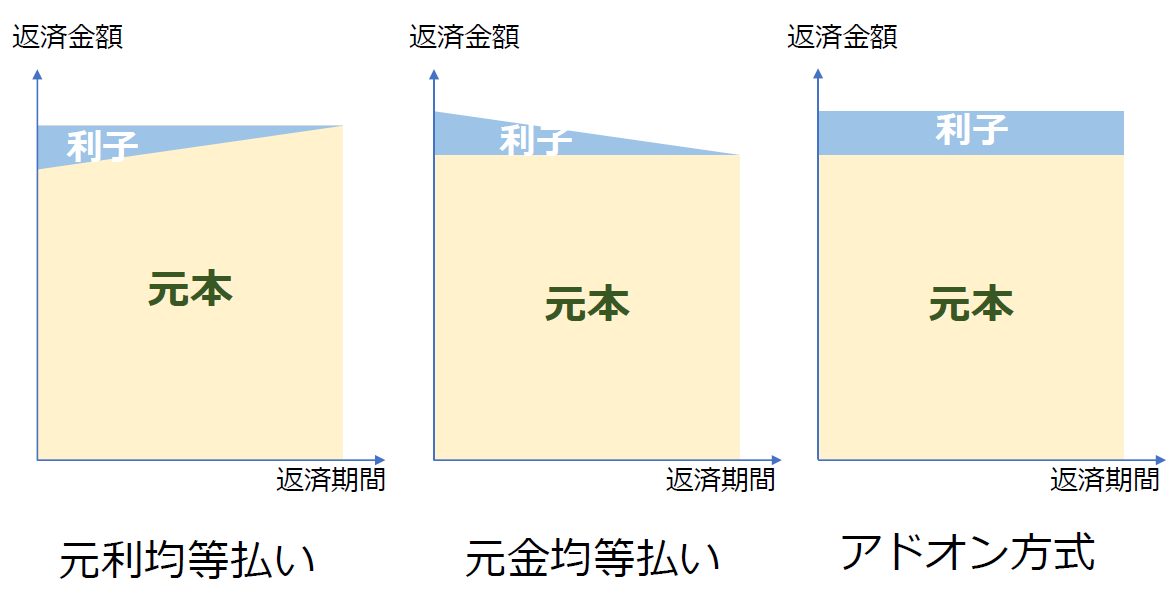 返済金額
利子
元本
返済期間
元利均等払い
返済金額
利子
元本
返済期間
元金均等払い
返済金額
利子
元本
返済期間
アドオン方式